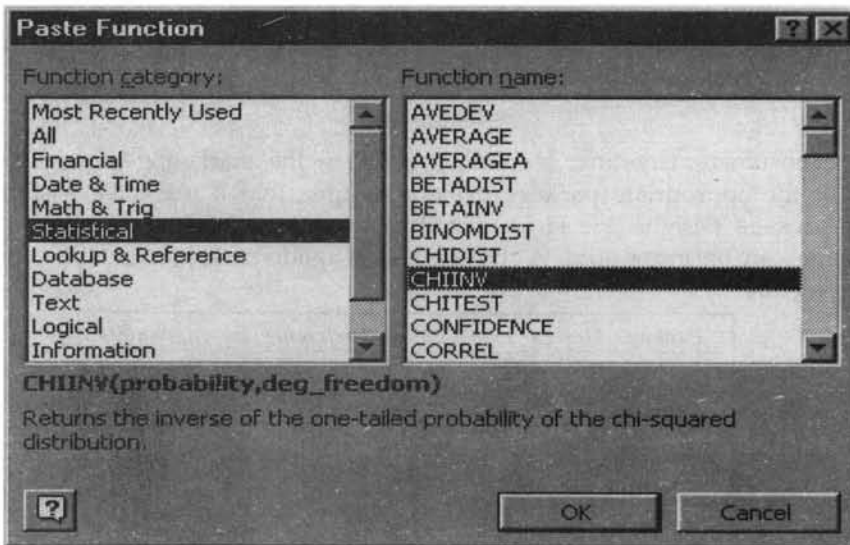 Paste Function
Function category:
Most Recently Used
All
Financial
Date & Time
Math & Trig
Statistical
Lookup & Reference
Database
Text
Logical
Information
Function name:
AVEDEV
AVERAGE
AVERAGEA
BETADIST
BETAINV
BINOMDIST
CHIDIST
CHIINV
CHITEST
CONFIDENCE
CORREL
CHIINV(probability,deg_freedom)
Returns the inverse of the one-tailed probability of the chi-squared
distribution.
OK
Cancel